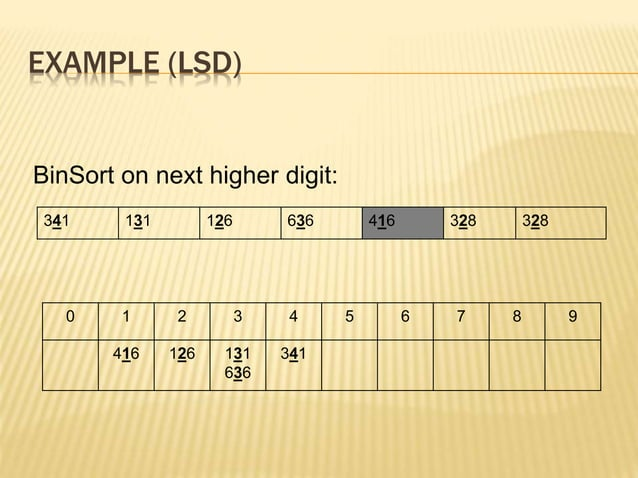 EXAMPLE (LSD)
BinSort on next higher digit:
341 131 126 636 416 328 328
0 1 2 3 4 5 6 7 8 9
416 126 131 341
636